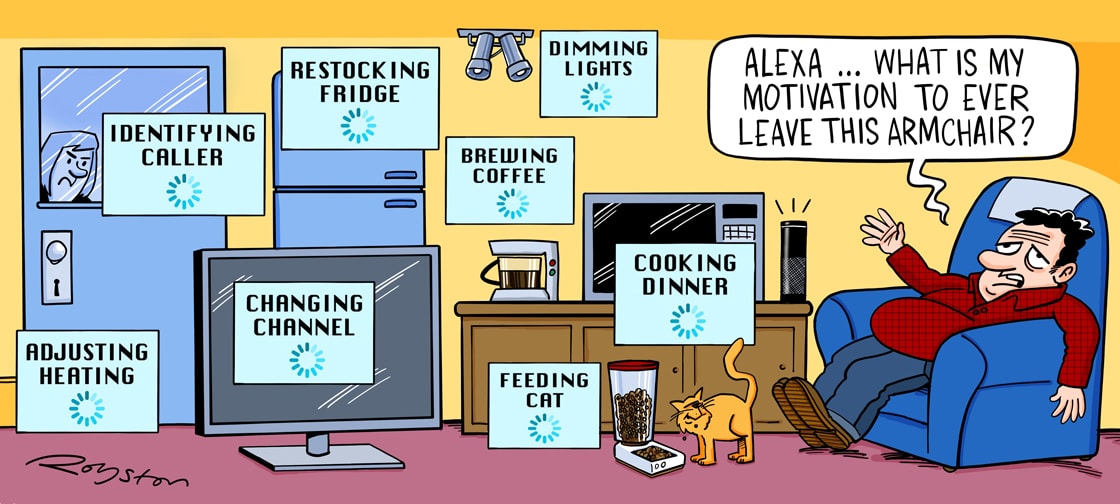 DIMMING
LIGHTS
RESTOCKING
FRIDGE
IDENTIFYING
CALLER
BREWING
COFFEE
ALEXA ... WHAT IS MY
MOTIVATION TO EVER
LEAVE THIS ARMCHAIR?
COOKING
DINNER
CHANGING
CHANNEL
ADJUSTING
HEATING
FEEDING
CAT
100
Royston